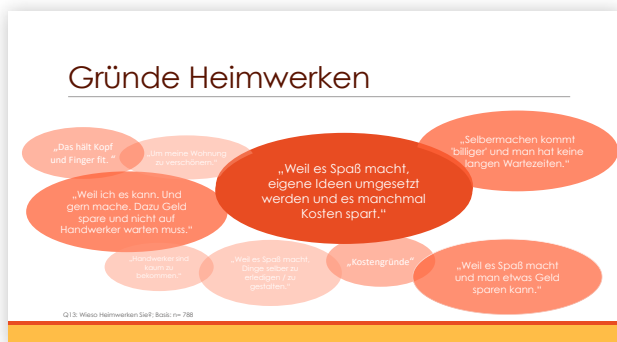 Gründe Heimwerken
„Das hält Kopf
und Finger fit. “
„Um meine Wohnung
zu verschönern.“
„Weil es Spaß macht,
eigene Ideen umgesetzt
werden und es manchmal
Kosten spart.“
„Selbermachen kommt
'billiger' und man hat keine
langen Wartezeiten.“
„Weil ich es kann. Und
gern mache. Dazu Geld
spare und nicht auf
Handwerker warten muss.“
„Handwerker sind
kaum zu
bekommen.“
„Weil es Spaß macht
Dinge selber zu
erledigen / zu
gestalten.“
„Kostengründe“
„Weil es Spaß macht
und man etwas Geld
sparen kann.“
Q13: Wieso Heimwerken Sie?; Basis: n= 788